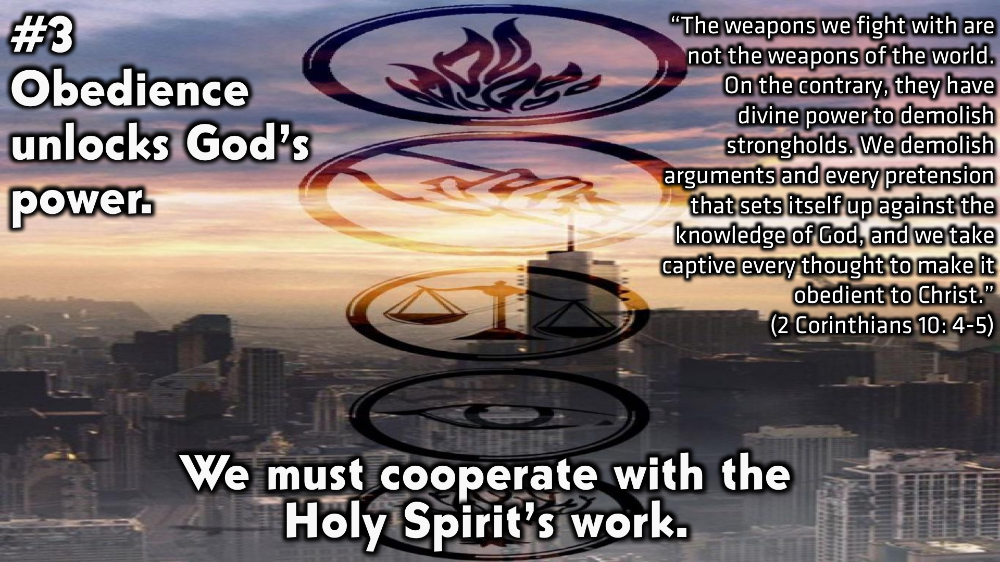 #3
Obedience
unlocks God’s
power.
“The weapons we fight with are
not the weapons of the world.
On the contrary, they have
divine power to demolish
strongholds. We demolish
arguments and every pretension
that sets itself up against the
knowledge of God, and we take
captive every thought to make it
obedient to Christ.”
(2 Corinthians 10: 4-5)
We must cooperate with the
Holy Spirit’s work.